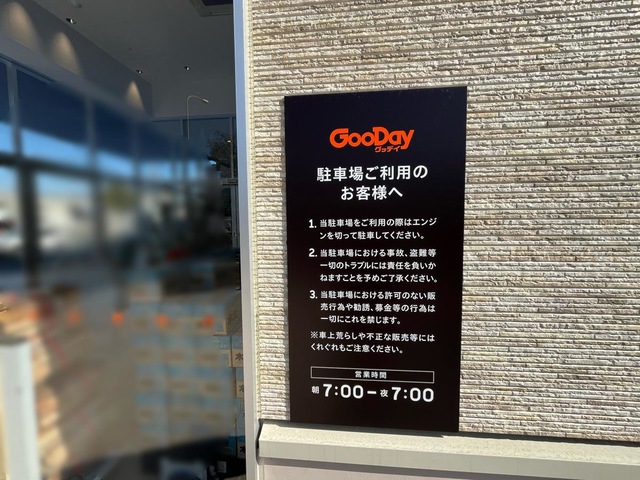 GooDay
グッデイ
駐車場ご利用の
お客様へ
1. 当駐車場をご利用の際はエンジ
ンを切って駐車してください。
2. 当駐車場における事故、盗難等
一切のトラブルには責任を負いか
ねますことを予めご了承ください。
3. 当駐車場における許可のない販
売行為や勧誘、募金等の行為は
一切にこれを禁じます。
※車上荒らしや不正な販売等には
くれぐれもご注意ください。
営業時間
朝 7:00－夜 7:00